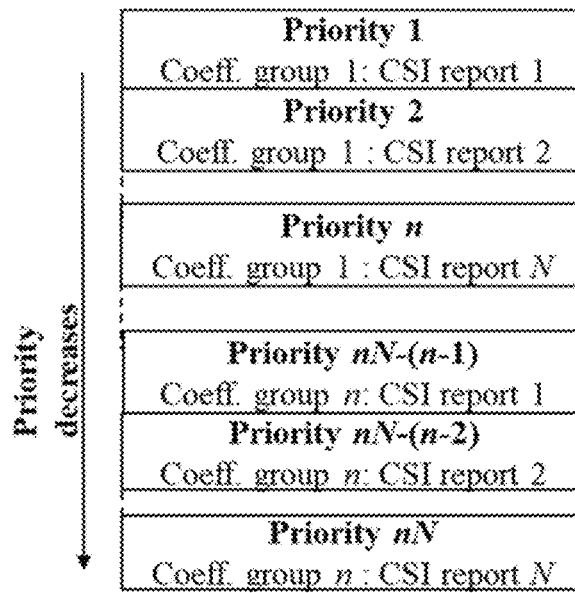 Priority 1
Coeff. group 1: CSI report 1
Priority 2
Coeff. group 1 : CSI report 2
Priority n
Coeff. group 1 : CSI report N
Priority nN-(n-1)
Coeff. group n: CSI report 1
Priority nN-(n-2)
Coeff. group n: CSI report 2
Priority nN
Coeff. group n : CSI report N
Priority
decreases